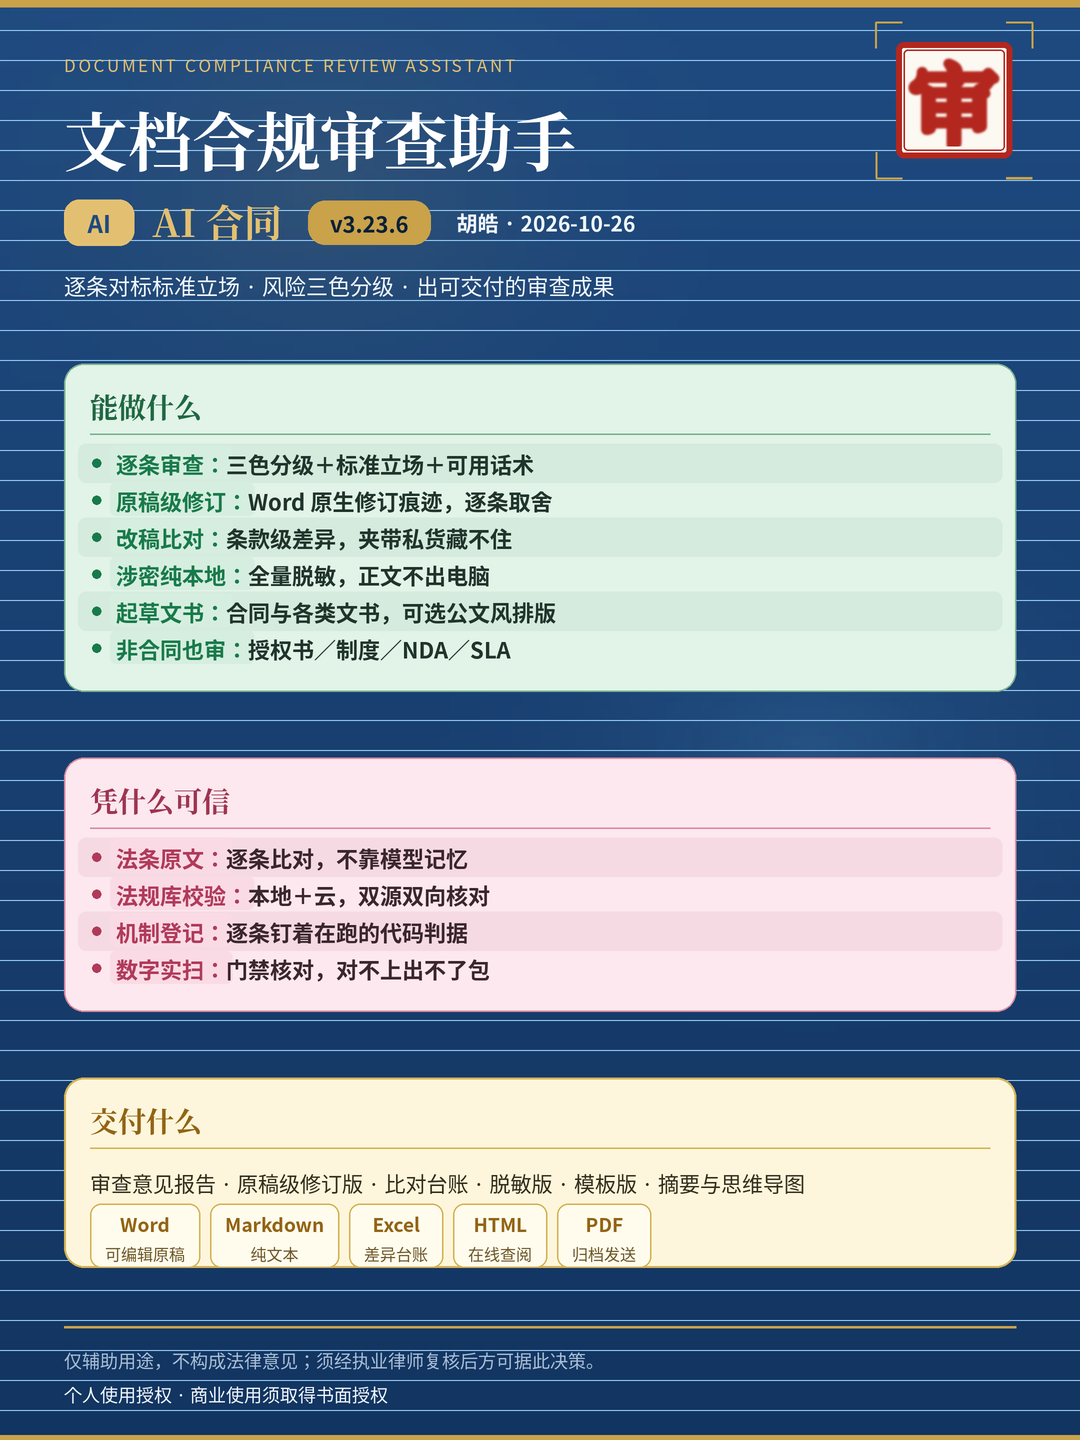 DOCUMENT COMPLIANCE REVIEW ASSISTANT
审
文档合规审查助手
AI AI 合同 v3.23.6 胡皓 · 2026-10-26
逐条对标标准立场 · 风险三色分级 · 出可交付的审查成果
能做什么
逐条审查：三色分级＋标准立场＋可用话术
原稿级修订：Word 原生修订痕迹，逐条取舍
改稿比对：条款级差异，夹带私货藏不住
涉密纯本地：全量脱敏，正文不出电脑
起草文书：合同与各类文书，可选公文风排版
非合同也审：授权书／制度／NDA／SLA
凭什么可信
法条原文：逐条比对，不靠模型记忆
法规库校验：本地＋云，双源双向核对
机制登记：逐条钉着在跑的代码判据
数字实扫：门禁核对，对不上出不了包
交付什么
审查意见报告 · 原稿级修订版 · 比对台账 · 脱敏版 · 模板版 · 摘要与思维导图
Word Markdown Excel HTML PDF
可编辑原稿 纯文本 差异台账 在线查阅 归档发送
仅辅助用途，不构成法律意见；须经执业律师复核后方可据此决策。
个人使用授权 · 商业使用须取得书面授权